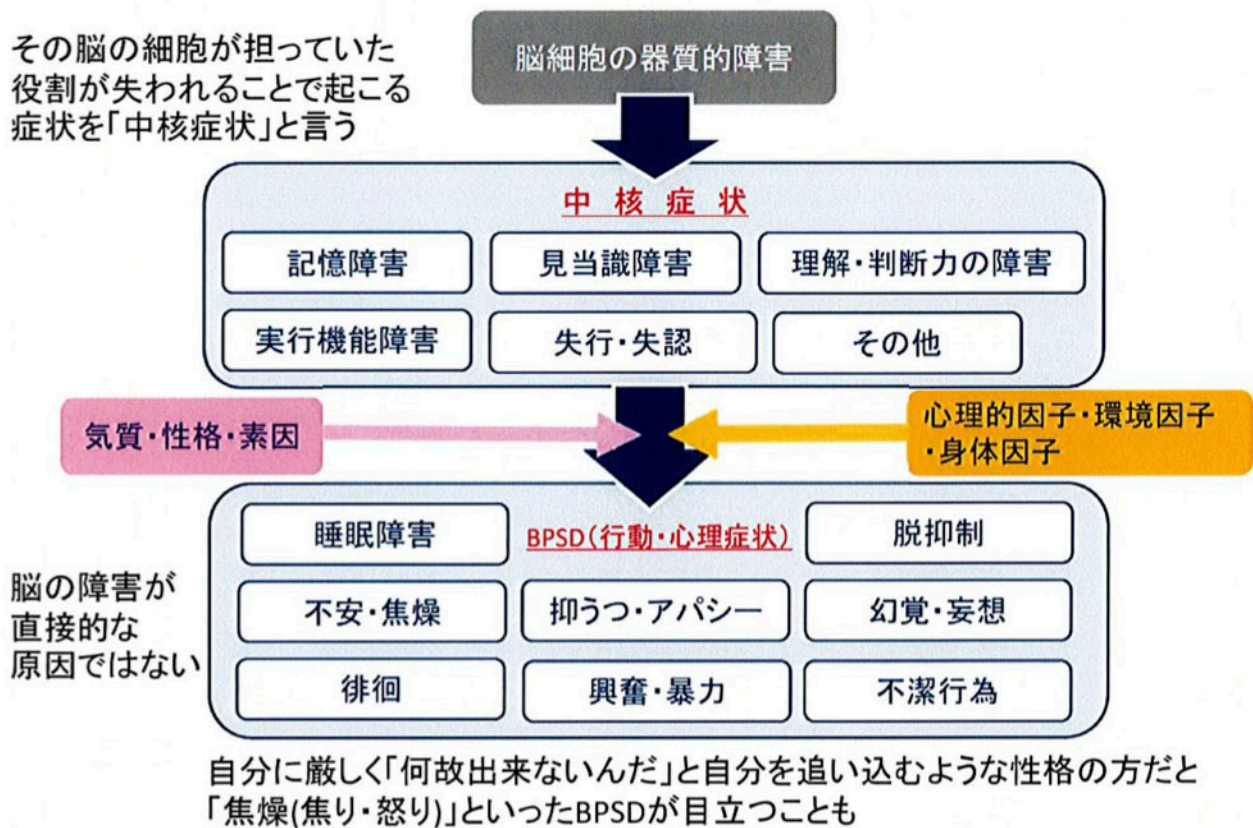 その脳の細胞が担っていた
役割が失われることで起こる
症状を「中核症状」と言う
脳細胞の器質的障害
中 核 症 状
記憶障害
見当識障害
理解・判断力の障害
実行機能障害
失行・失認
その他
気質・性格・素因
心理的因子・環境因子
・身体因子
睡眠障害
BPSD(行動・心理症状)
脱抑制
脳の障害が
直接的な
原因ではない
不安・焦燥
抑うつ・アパシー
幻覚・妄想
徘徊
興奮・暴力
不潔行為
自分に厳しく「何故出来ないんだ」と自分を追い込むような性格の方だと
「焦燥(焦り・怒り)」といったBPSDが目立つことも